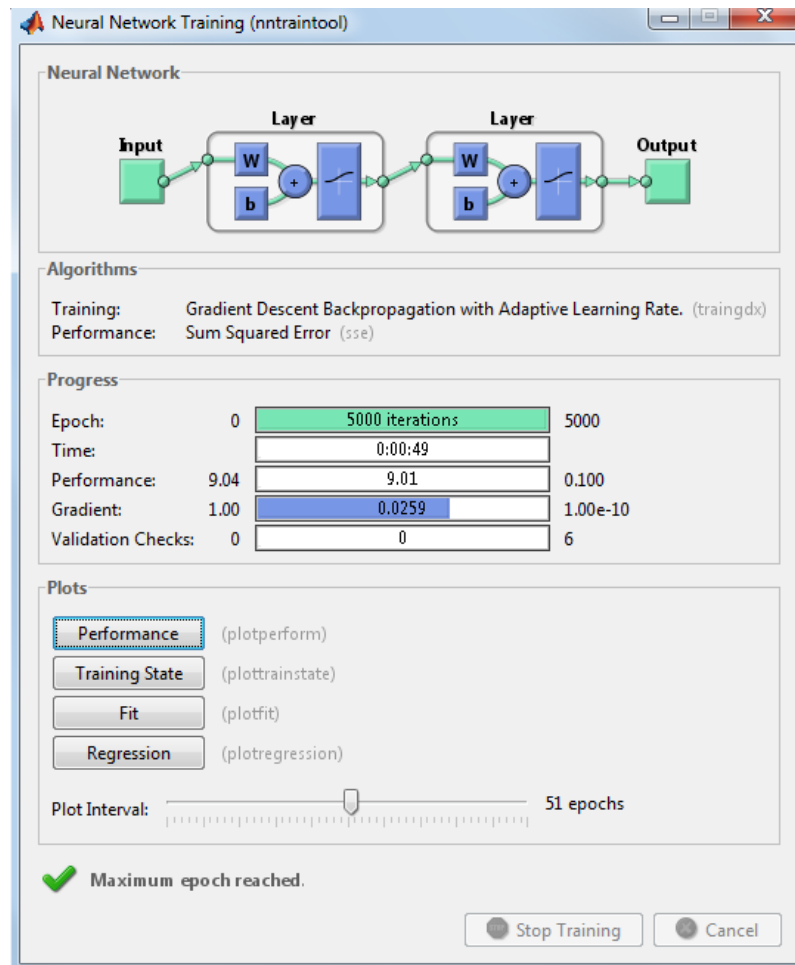 Neural Network Training (nntraintool)
Neural Network
Layer Layer
Input Output
W W
+ +
b b
Algorithms
Training: Gradient Descent Backpropagation with Adaptive Learning Rate. (traingdx)
Performance: Sum Squared Error (sse)
Progress
Epoch: 0 5000 iterations 5000
Time: 0:00:49
Performance: 9.04 9.01 0.100
Gradient: 1.00 0.0259 1.00e-10
Validation Checks: 0 0 6
Plots
Performance (plotperform)
Training State (plottrainstate)
Fit (plotfit)
Regression (plotregression)
Plot Interval: 51 epochs
Maximum epoch reached.
Stop Training Cancel